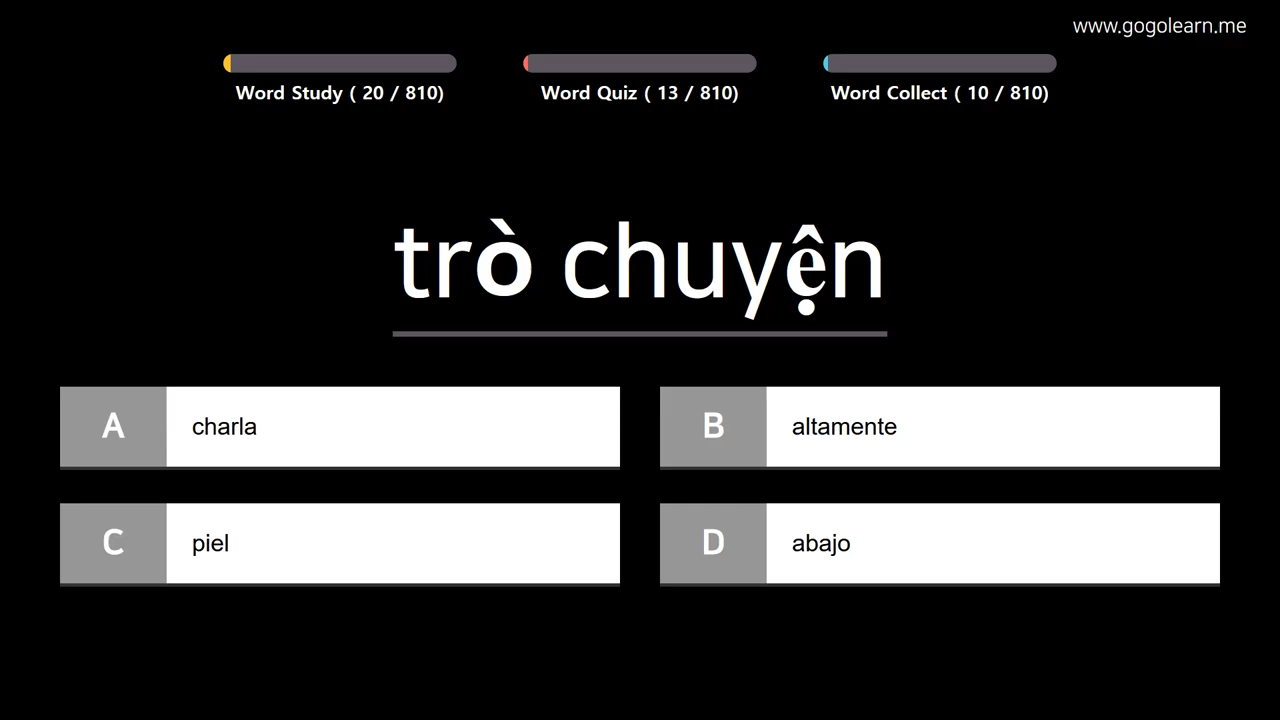 www.gogolearn.me
Word Study ( 20 / 810)
Word Quiz ( 13 / 810)
Word Collect ( 10 / 810)
trò chuyện
A charla
B altamente
C piel
D abajo